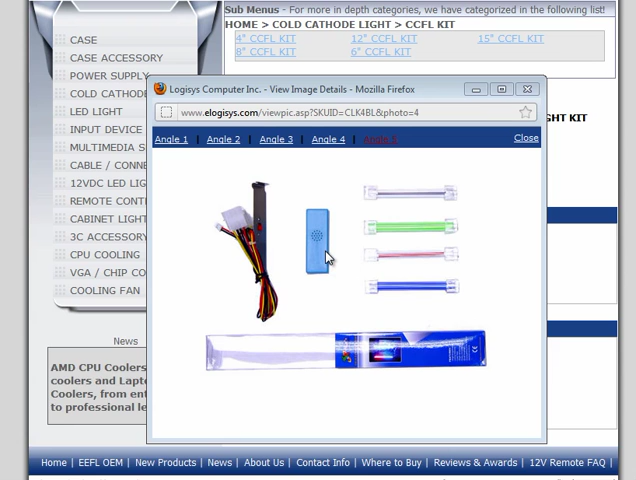 Sub Menus - For more in depth categories, we have categorized in the following list!
HOME > COLD CATHODE LIGHT > CCFL KIT
4" CCFL KIT 12" CCFL KIT 15" CCFL KIT
8" CCFL KIT 6" CCFL KIT
CASE
CASE ACCESSORY
POWER SUPPLY
COLD CATHODE
LED LIGHT
INPUT DEVICE
MULTIMEDIA S
CABLE / CONNE
12VDC LED LIG
REMOTE CONT
CABINET LIGHT
3C ACCESSORY
CPU COOLING
VGA / CHIP CO
COOLING FAN
Logisys Computer Inc. - View Image Details - Mozilla Firefox
www.elogisys.com/viewpic.asp?SKUID=CLK4BL&photo=4
Angle 1 | Angle 2 | Angle 3 | Angle 4 | Angle 5
Close
GHT KIT
News
AMD CPU Coolers
coolers and Lapt
Coolers, from ent
to professional le
Home | EEFL OEM | New Products | News | About Us | Contact Info | Where to Buy | Reviews & Awards | 12V Remote FAQ |